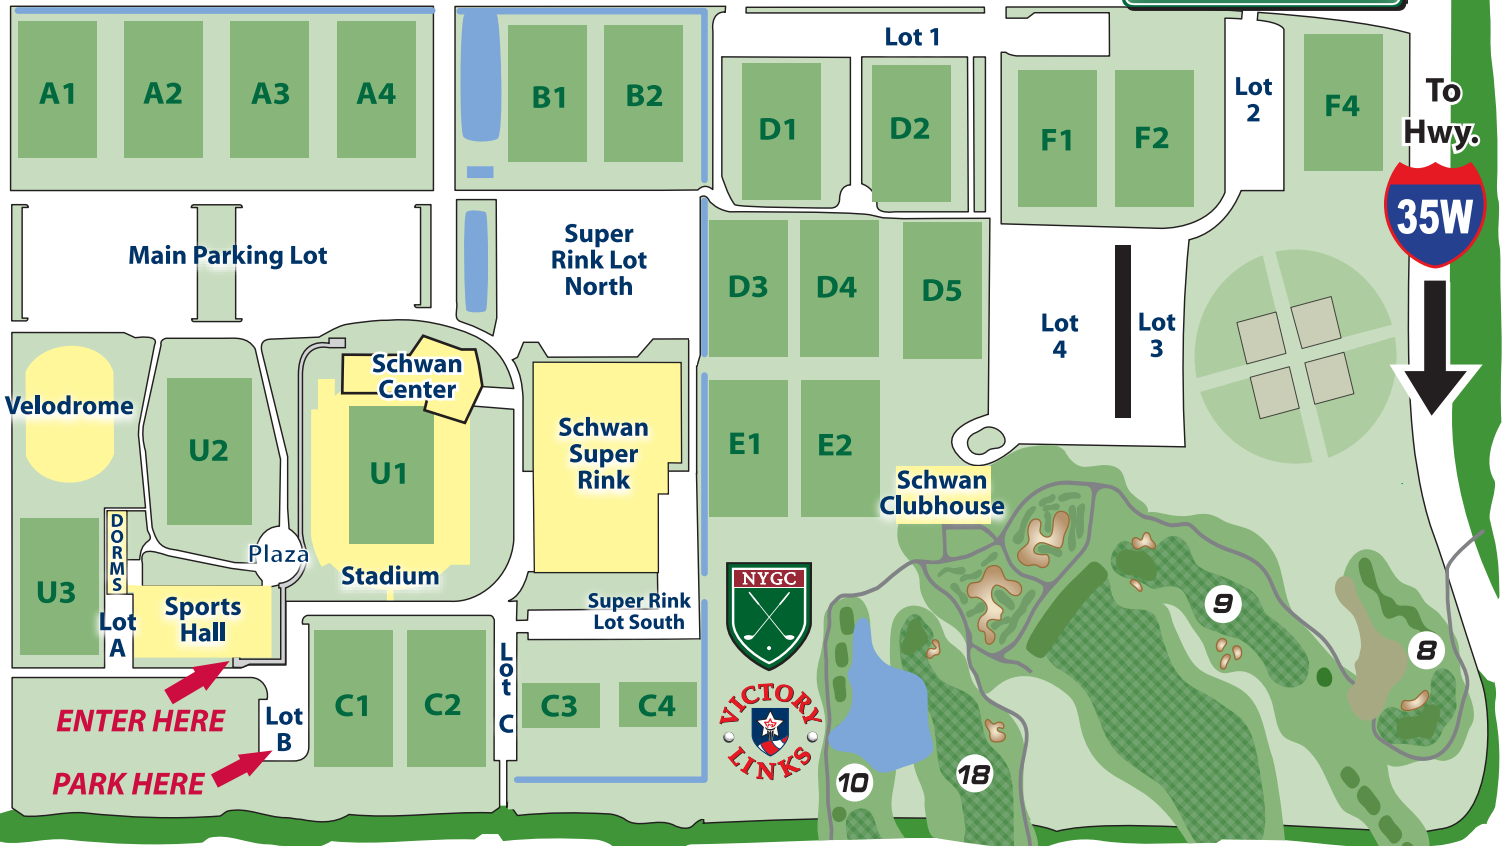 A1
A2
A3
A4
B1
B2
Lot 1
D1
D2
F1
F2
Lot
2
F4
To
Hwy.
35W
Main Parking Lot
Super
Rink Lot
North
D3
D4
D5
Lot
4
Lot
3
Velodrome
U2
Schwan
Center
U1
Stadium
Schwan
Super
Rink
E1
E2
Schwan
Clubhouse
DORMS
Plaza
U3
Lot
A
Sports
Hall
Super Rink
Lot South
NYGC
9
8
ENTER HERE
Lot
B
PARK HERE
C1
C2
Lot C
C3
C4
VICTORY
LINKS
10
18